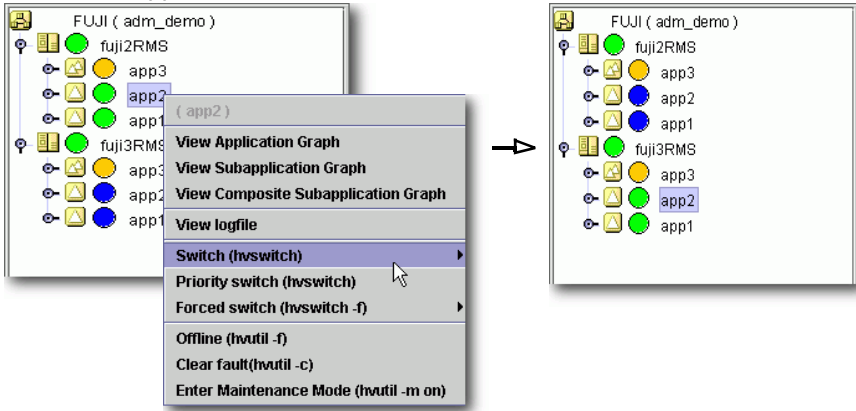 FUJI ( adm_demo )
fuji2RMS
app3
app2
app1
fuji3RMS
app3
app2
app1
( app2 )
View Application Graph
View Subapplication Graph
View Composite Subapplication Graph
View logfile
Switch (hvswitch)
Priority switch (hvswitch)
Forced switch (hvswitch -f)
Offline (hvutil -f)
Clear fault(hvutil -c)
Enter Maintenance Mode (hvutil -m on)
FUJI ( adm_demo )
fuji2RMS
app3
app2
app1
fuji3RMS
app3
app2
app1